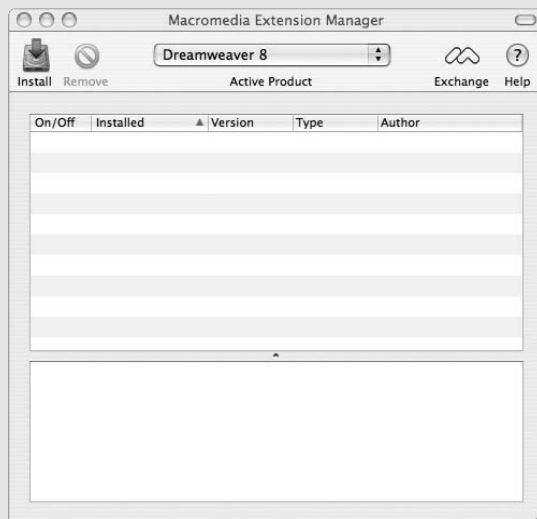 Macromedia Extension Manager
Dreamweaver 8
Install Remove Active Product Exchange Help
On/Off Installed Version Type Author